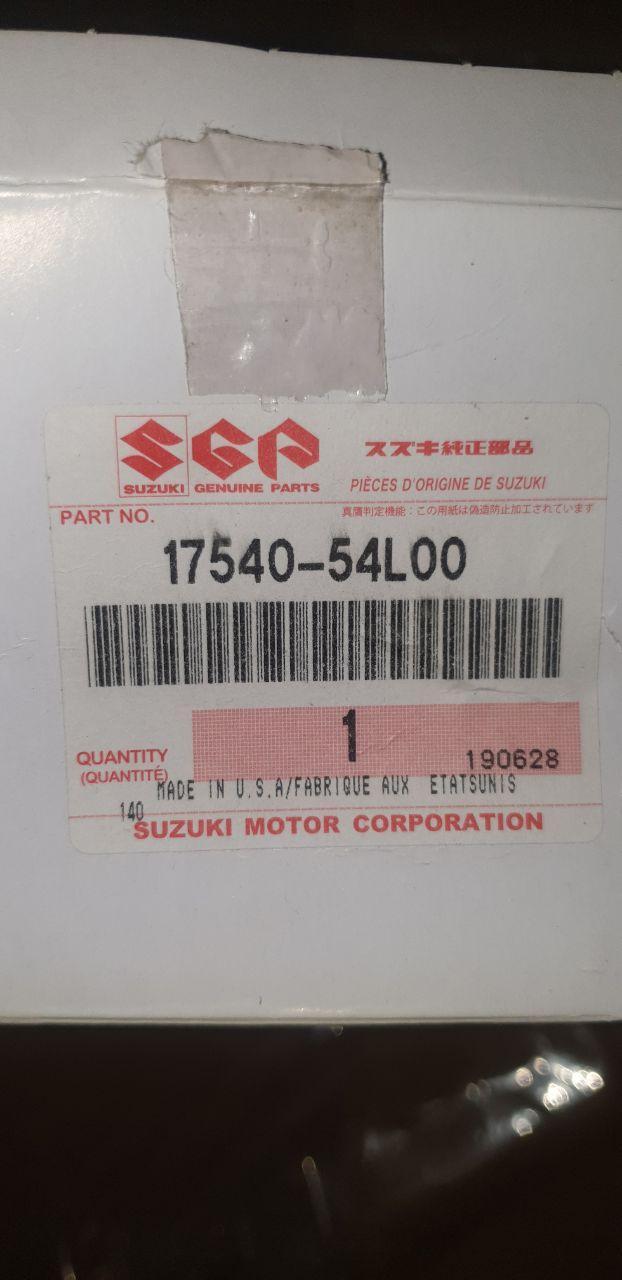 SGP
スズキ純正部品
SUZUKI GENUINE PARTS
PIÈCES D'ORIGINE DE SUZUKI
PART NO.
真贋判定機能：この用紙は偽造防止加工されています
17540-54L00
1
QUANTITY
(QUANTITÉ)
190628
MADE IN U.S.A/FABRIQUE AUX ETATSUNIS
140
SUZUKI MOTOR CORPORATION